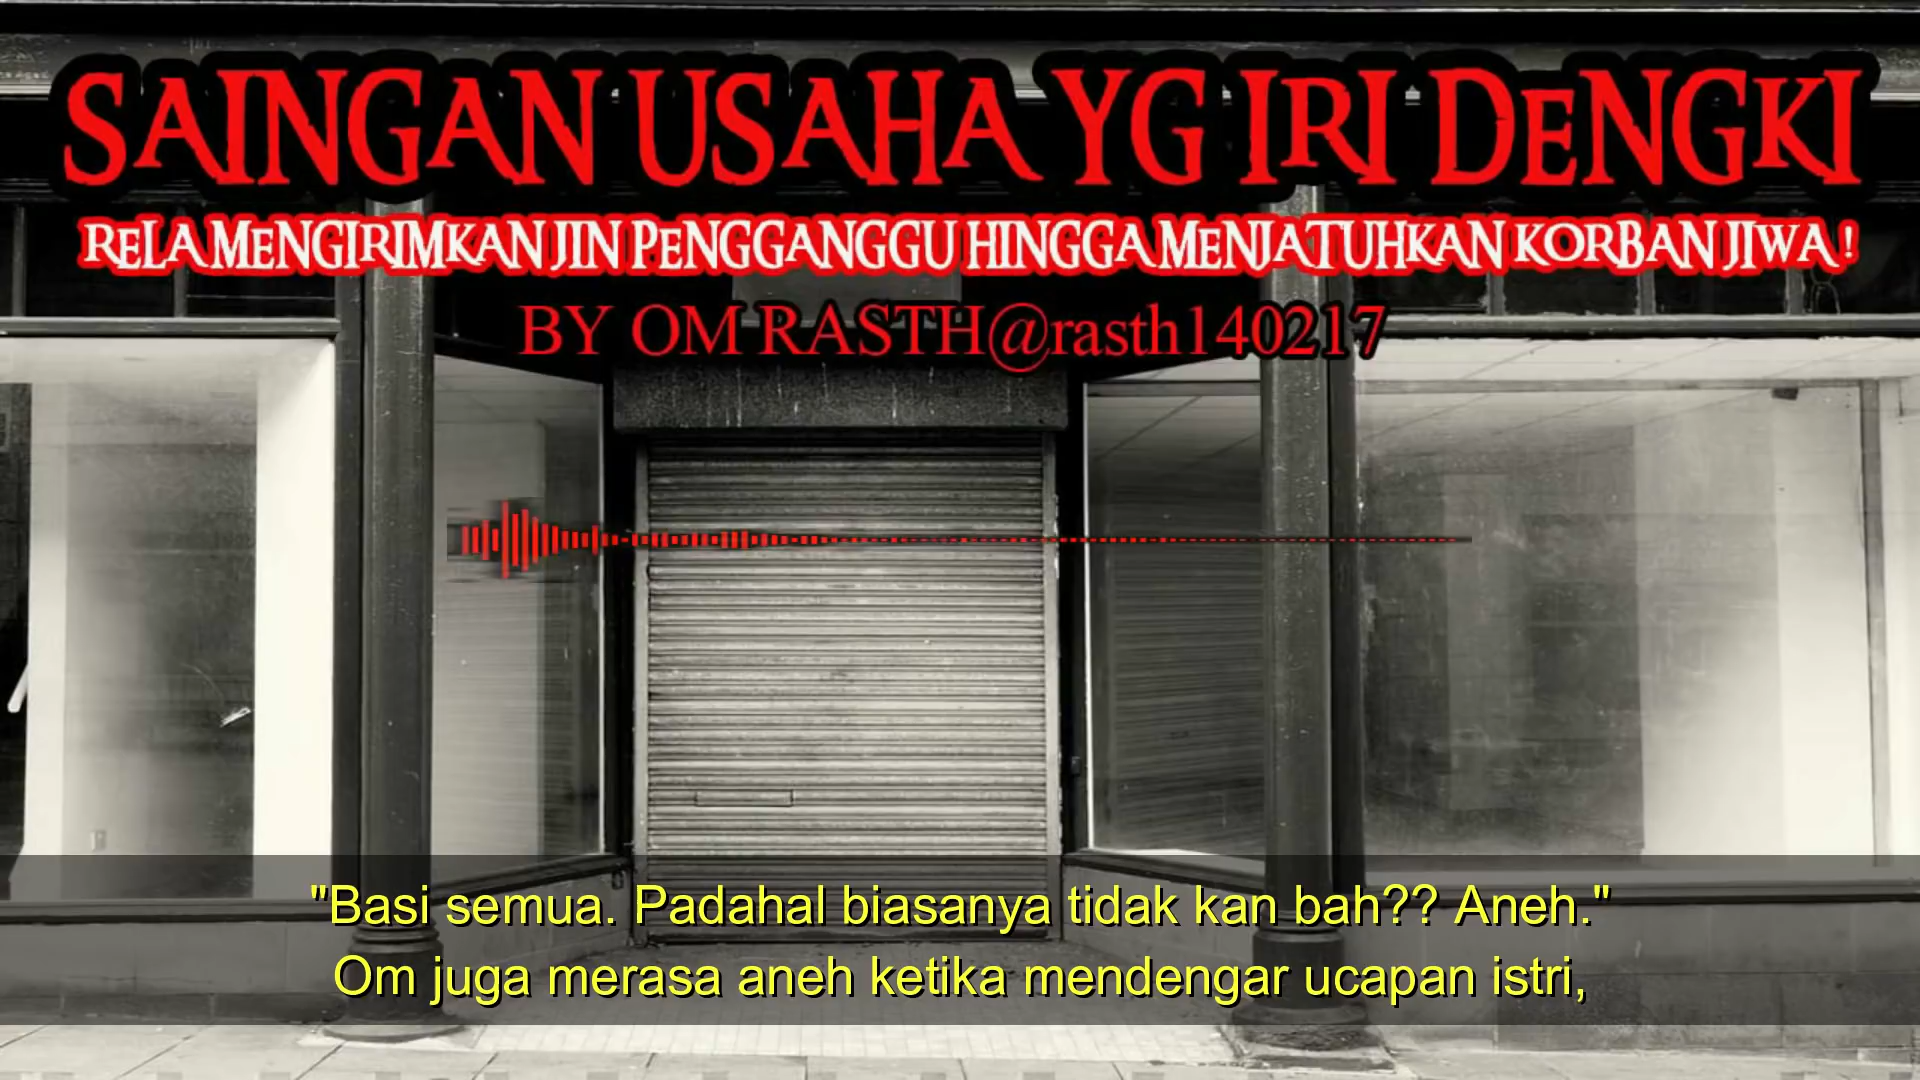 SAINGAN USAHA YG IRI DENGKI
RELA MENGIRIMKAN JIN PENGGANGGU HINGGA MENJATUHKAN KORBAN JIWA !
BY OM RASTH@rasth140217
"Basi semua. Padahal biasanya tidak kan bah?? Aneh."
Om juga merasa aneh ketika mendengar ucapan istri,